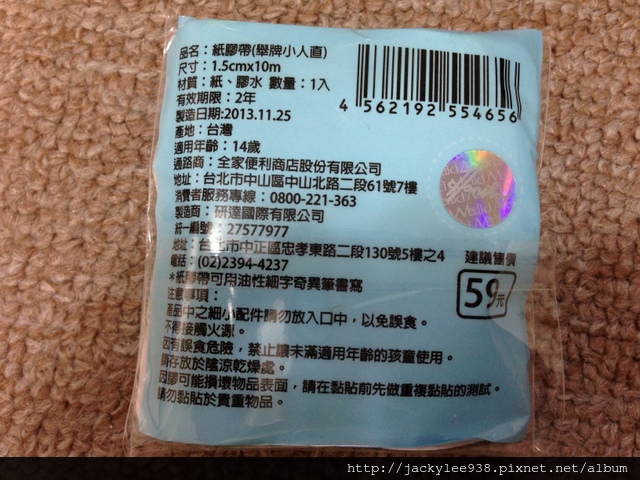 品名：紙膠帶(舉牌小人直)
尺寸：1.5cmx10m
材質：紙、膠水 數量：1入
有效期限：2年
製造日期:2013.11.25
產地：台灣
適用年齡：14歲
通路商：全家便利商店股份有限公司
地址：台北市中山區中山北路二段61號7樓
消費者服務專線：0800-221-363
製造商：研達國際有限公司
統一編號：27577977
地址：台北市中正區忠孝東路二段130號5樓之4
電話：(02)2394-4237
＊紙膠帶可用油性細字奇異筆書寫
注意事項：
產品中之細小配件請勿放入口中，以免誤食。
不得接觸火源。
因有誤食危險，禁止讓未滿適用年齡的孩童使用。
請存放於陰涼乾燥處。
因膠可能損壞物品表面，請在黏貼前先做重複黏貼的測試。
請勿黏貼於貴重物品。
4 562192 554656
建議售價
59元
http://jackylee938.pixnet.net/album